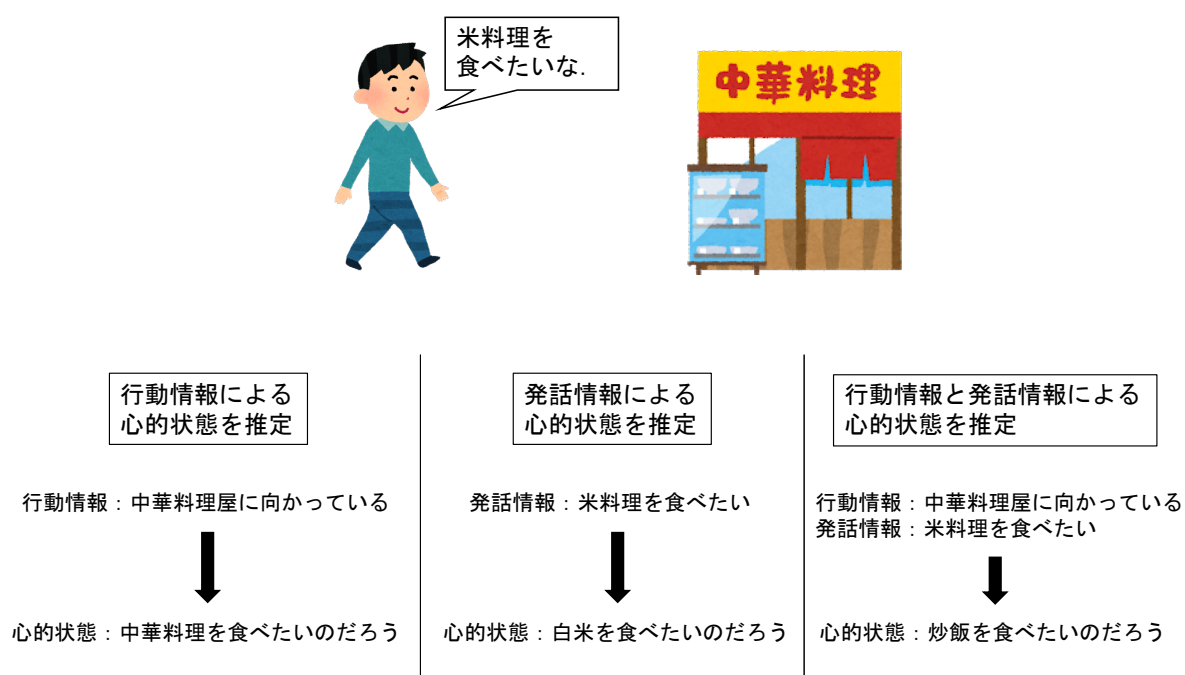 米料理を
食べたいな.
中華料理
行動情報による
心的状態を推定
行動情報：中華料理屋に向かっている
心的状態：中華料理を食べたいのだろう
発話情報による
心的状態を推定
発話情報：米料理を食べたい
心的状態：白米を食べたいのだろう
行動情報と発話情報による
心的状態を推定
行動情報：中華料理屋に向かっている
発話情報：米料理を食べたい
心的状態：炒飯を食べたいのだろう